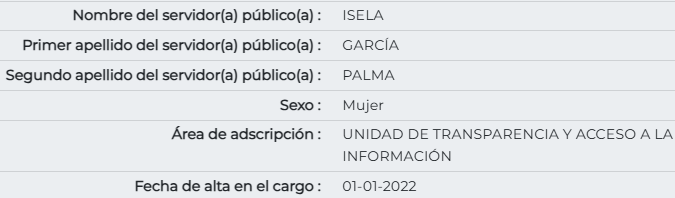 Nombre del servidor(a) público(a) : ISELA
Primer apellido del servidor(a) público(a) : GARCÍA
Segundo apellido del servidor(a) público(a) : PALMA
Sexo : Mujer
Área de adscripción : UNIDAD DE TRANSPARENCIA Y ACCESO A LA
INFORMACIÓN
Fecha de alta en el cargo : 01-01-2022